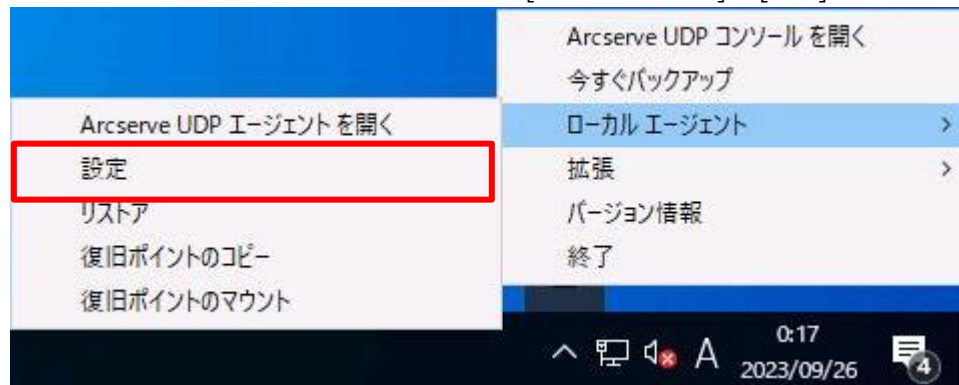 Arcserve UDP コンソール を開く
今すぐバックアップ
ローカル エージェント
拡張
バージョン情報
終了
Arcserve UDP エージェント を開く
設定
リストア
復旧ポイントのコピー
復旧ポイントのマウント
A
0:17
2023/09/26
4